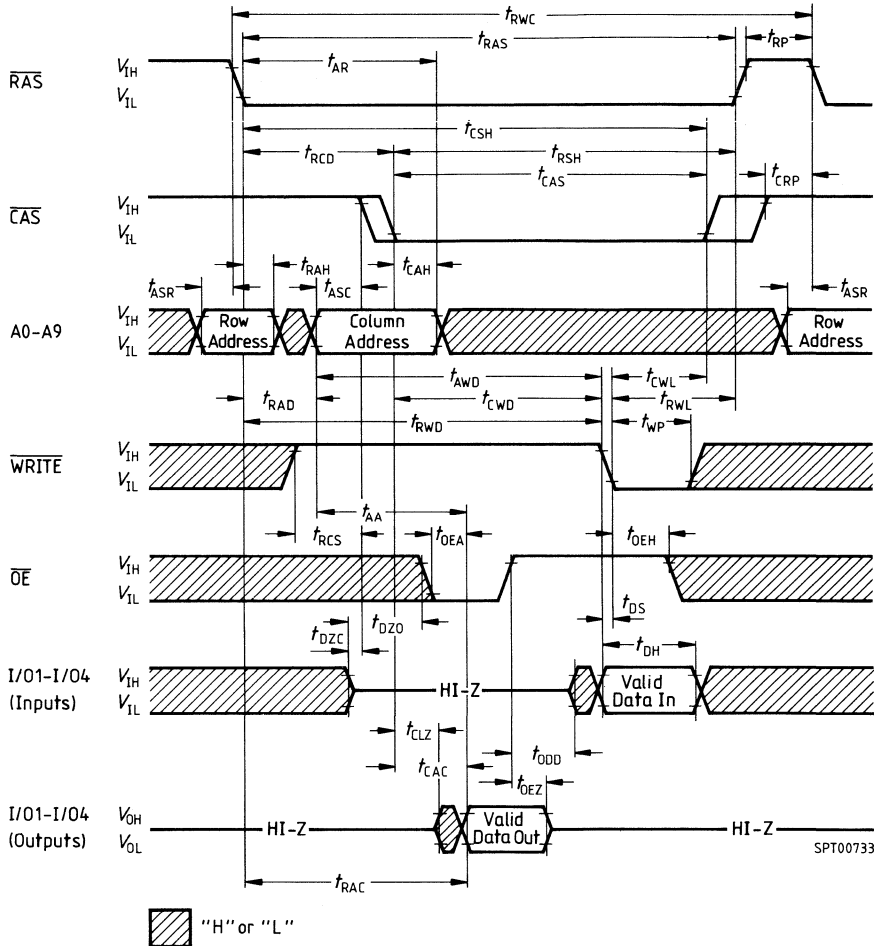 tRWC
tRAS
tRP
tAR
RAS
VIH
VIL
tCSH
tRCD
tRSH
tCAS
tCRP
CAS
VIH
VIL
tRAH
tCAH
tASR
tASC
tASR
A0-A9
VIH
VIL
Row
Address
Column
Address
Row
Address
tAWD
tCWL
tRAD
tCWD
tRWL
tRWD
tWP
WRITE
VIH
VIL
tAA
tRCS
tOEA
tOEH
OE
VIH
VIL
tDS
tDZC
tDZO
tDH
I/O1-I/O4
(Inputs)
VIH
VIL
HI-Z
Valid
Data In
tCLZ
tODD
tCAC
tOEZ
I/O1-I/O4
(Outputs)
VOH
VOL
HI-Z
Valid
Data Out
HI-Z
SPT00733
tRAC
"H" or "L"